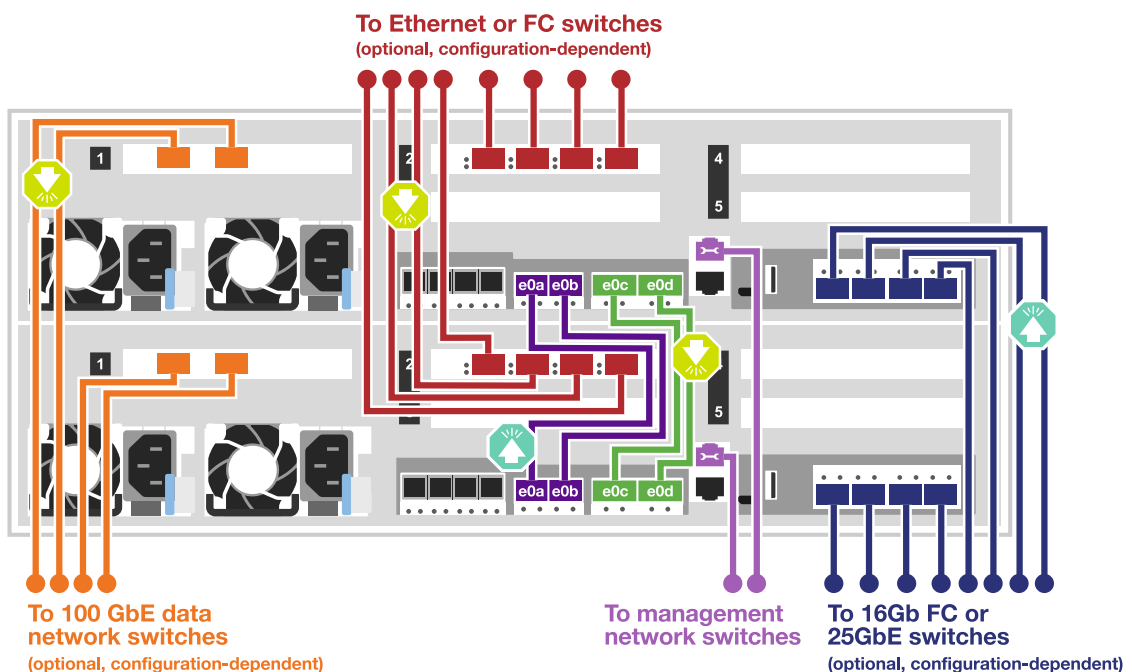 To Ethernet or FC switches
(optional, configuration-dependent)
1
2
4
5
e0a e0b e0c e0d
1
2
5
e0a e0b e0c e0d
To 100 GbE data
network switches
(optional, configuration-dependent)
To management
network switches
To 16Gb FC or
25GbE switches
(optional, configuration-dependent)